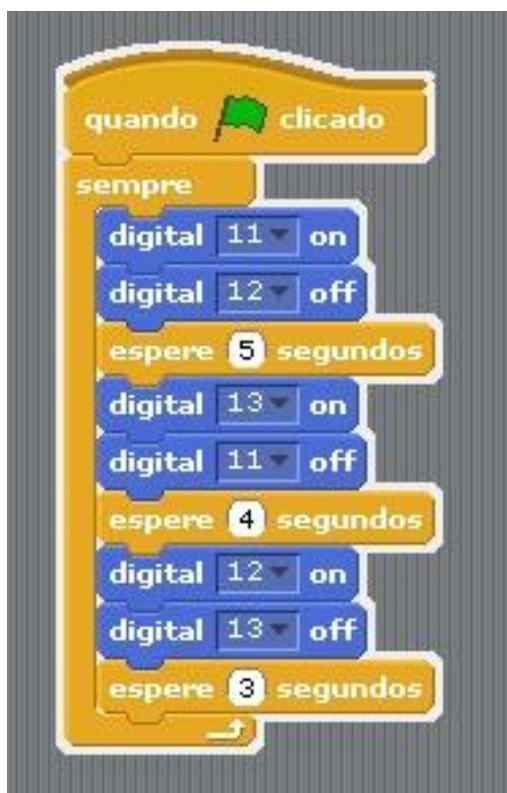 quando clicado
sempre
digital 11 on
digital 12 off
espere 5 segundos
digital 13 on
digital 11 off
espere 4 segundos
digital 12 on
digital 13 off
espere 3 segundos